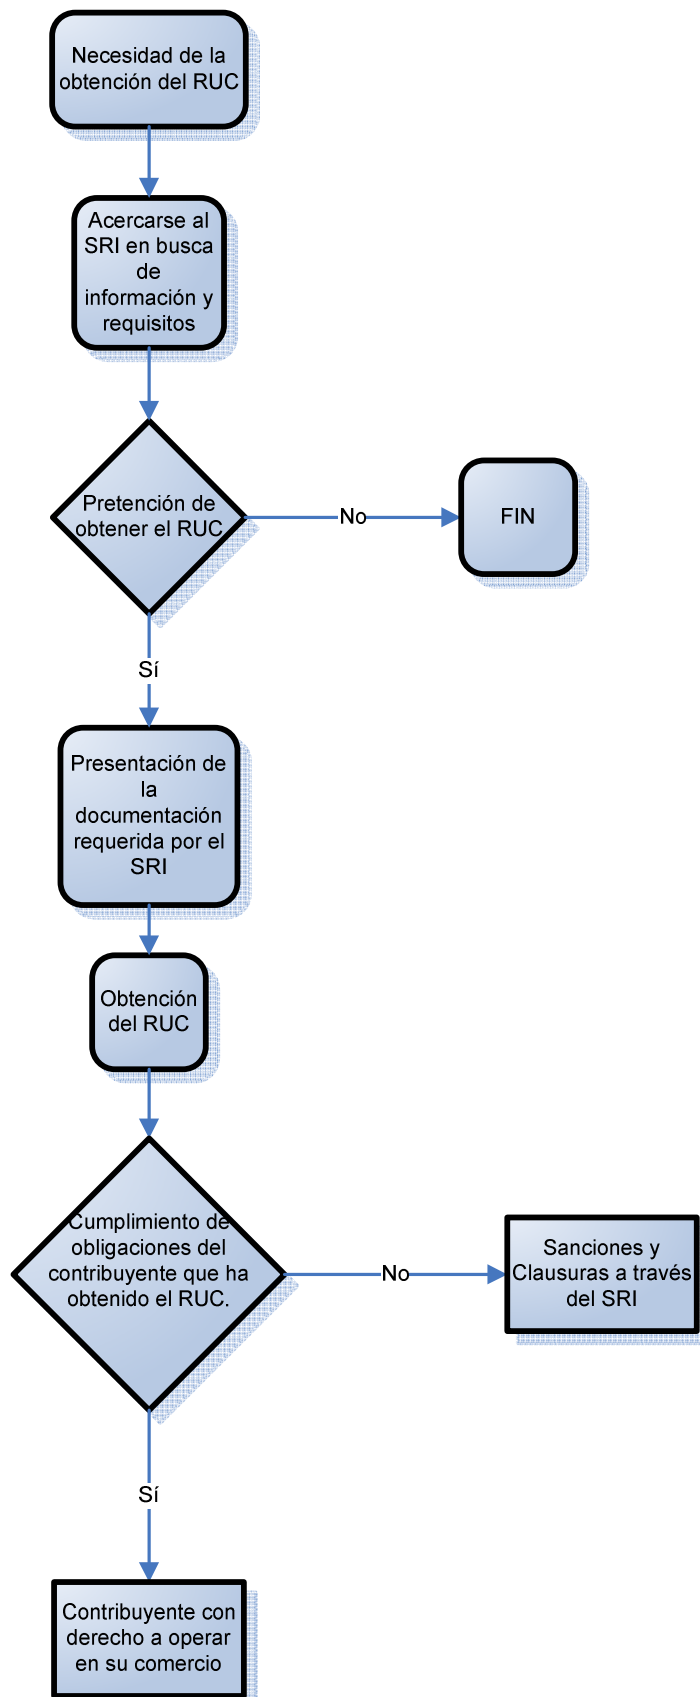 Necesidad de la
obtención del RUC
Acercarse al
SRI en busca
de
información y
requisitos
Pretención de
obtener el RUC
No
FIN
Sí
Presentación de
la
documentación
requerida por el
SRI
Obtención
del RUC
Cumplimiento de
obligaciones del
contribuyente que ha
obtenido el RUC.
No
Sanciones y
Clausuras a través
del SRI
Sí
Contribuyente con
derecho a operar
en su comercio